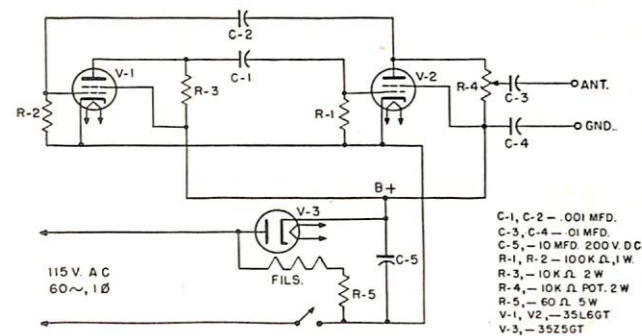 C-2
V-1
C-1
V-2
R-2
R-3
R-1
R-4
C-3
ANT.
C-4
GND.
B+
V-3
C-5
115 V. A C
60~, 1Ø
FILS.
R-5
C-1, C-2 — .001 MFD.
C-3, C-4 — .01 MFD.
C-5, — 10 MFD. 200 V. DC
R-1, R-2 — 100K Ω, 1 W.
R-3, — 10K Ω 2 W
R-4, — 10K Ω POT. 2 W
R-5, — 60 Ω 5 W
V-1, V2, — 35L6GT
V-3, — 35Z5GT